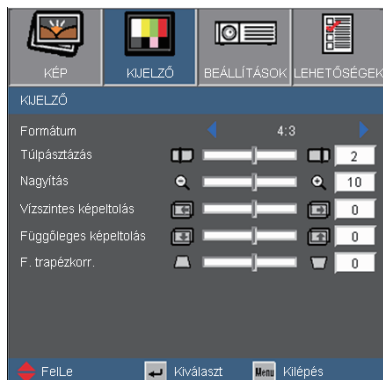 KÉP KIJELZŐ BEÁLLÍTÁSOK LEHETŐSÉGEK
KIJELZŐ
Formátum 4:3
Túlpásztázás 2
Nagyítás 10
Vízszintes képeltolás 0
Függőleges képeltolás 0
F. trapézkorr. 0
FelLe Kiválaszt Menu Kilépés